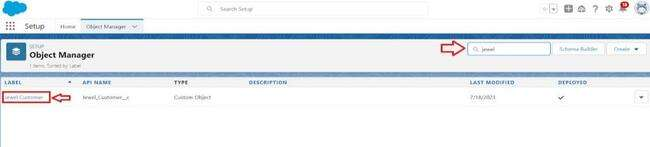 Search Setup
Setup Home Object Manager
SETUP
Object Manager
1 Items, Sorted by Label
jewel
Schema Builder
Create
LABEL API NAME TYPE DESCRIPTION LAST MODIFIED DEPLOYED
Jewel Customer Jewel_Customer__c Custom Object 7/18/2023